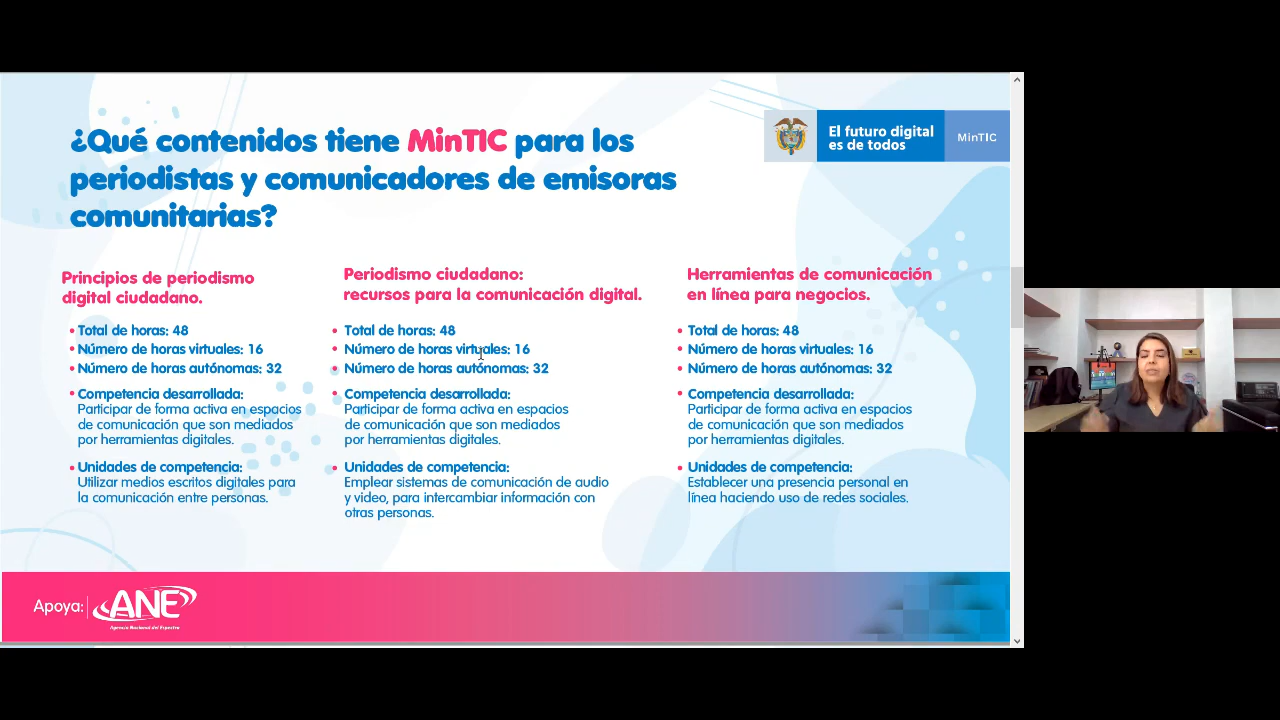 ¿Qué contenidos tiene MinTIC para los
periodistas y comunicadores de emisoras
comunitarias?
El futuro digital
es de todos
MinTIC
Principios de periodismo
digital ciudadano.
• Total de horas: 48
• Número de horas virtuales: 16
• Número de horas autónomas: 32
• Competencia desarrollada:
Participar de forma activa en espacios
de comunicación que son mediados
por herramientas digitales.
• Unidades de competencia:
Utilizar medios escritos digitales para
la comunicación entre personas.
Periodismo ciudadano:
recursos para la comunicación digital.
• Total de horas: 48
• Número de horas virtuales: 16
• Número de horas autónomas: 32
• Competencia desarrollada:
Participar de forma activa en espacios
de comunicación que son mediados
por herramientas digitales.
• Unidades de competencia:
Emplear sistemas de comunicación de audio
y video, para intercambiar información con
otras personas.
Herramientas de comunicación
en línea para negocios.
• Total de horas: 48
• Número de horas virtuales: 16
• Número de horas autónomas: 32
• Competencia desarrollada:
Participar de forma activa en espacios
de comunicación que son mediados
por herramientas digitales.
• Unidades de competencia:
Establecer una presencia personal en
línea haciendo uso de redes sociales.
Apoya:
ANE
Agencia Nacional del Espectro